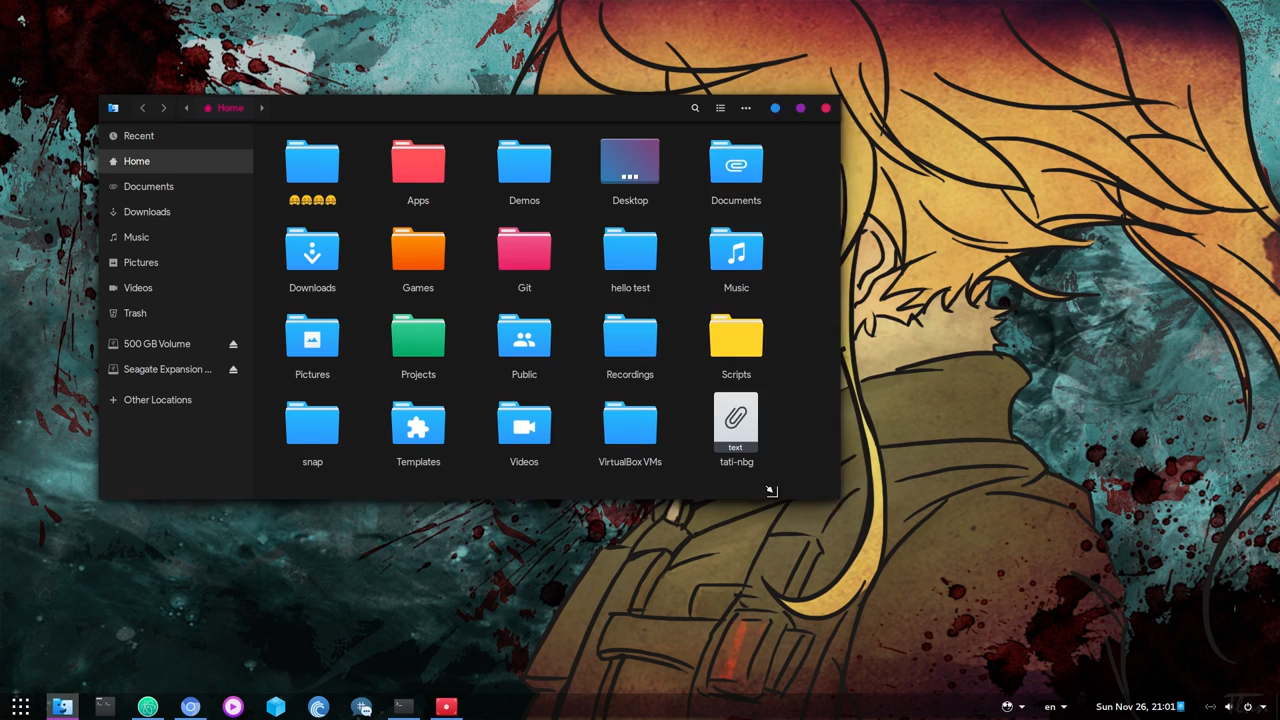 Home
Recent
Home
Documents
Downloads
Music
Pictures
Videos
Trash
500 GB Volume
Seagate Expansion ...
Other Locations
🤗🤗🤗🤗 Apps Demos Desktop Documents
Downloads Games Git hello test Music
Pictures Projects Public Recordings Scripts
text
snap Templates Videos VirtualBox VMs tati-nbg
en Sun Nov 26, 21:01